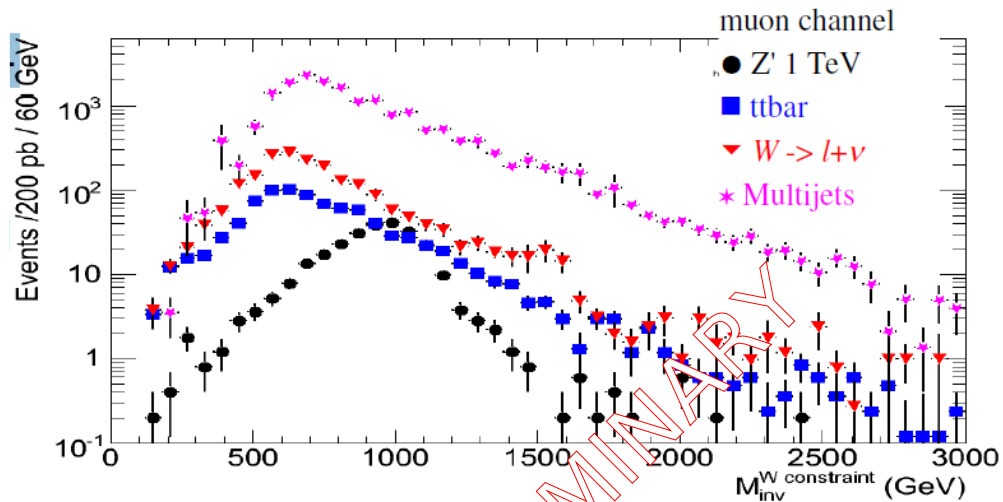 muon channel
Z' 1 TeV
ttbar
W -> l+ν
Multijets
Events /200 pb / 60 GeV
10³
10²
10
1
10⁻¹
0 500 1000 1500 2000 2500 3000
M_inv^W constraint (GeV)
MINARY